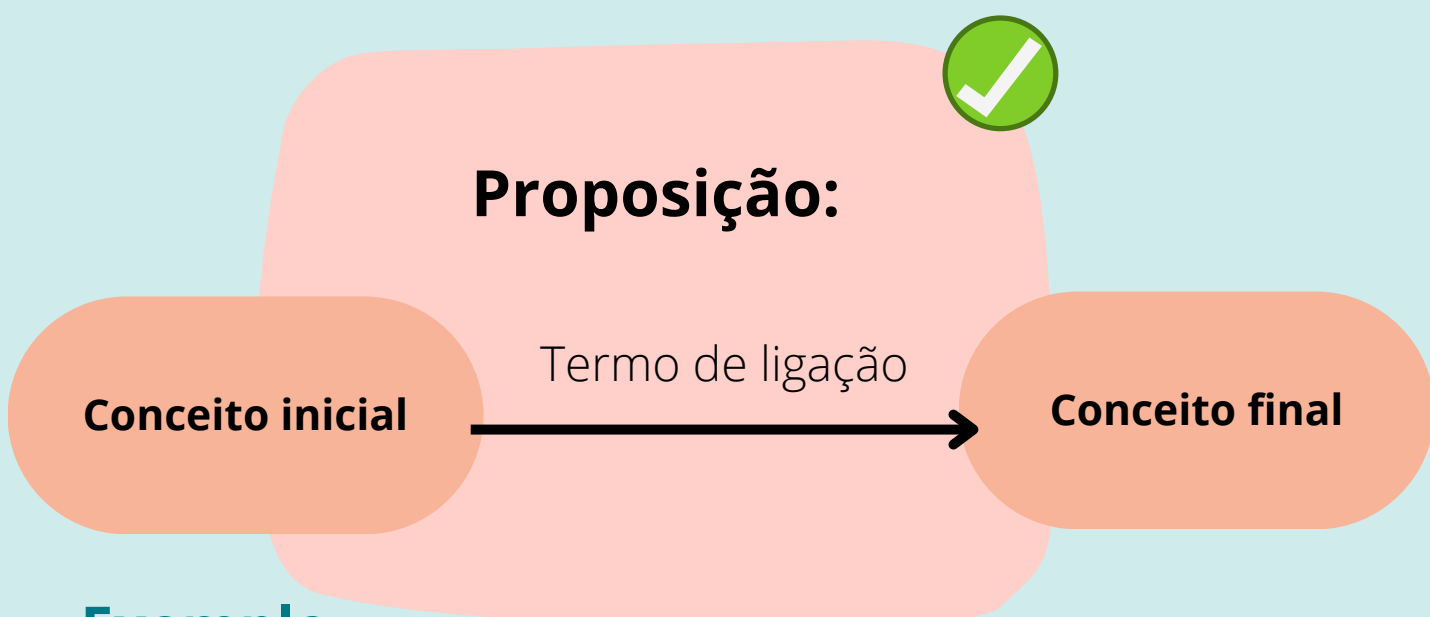 Proposição:
Termo de ligação
Conceito inicial
Conceito final